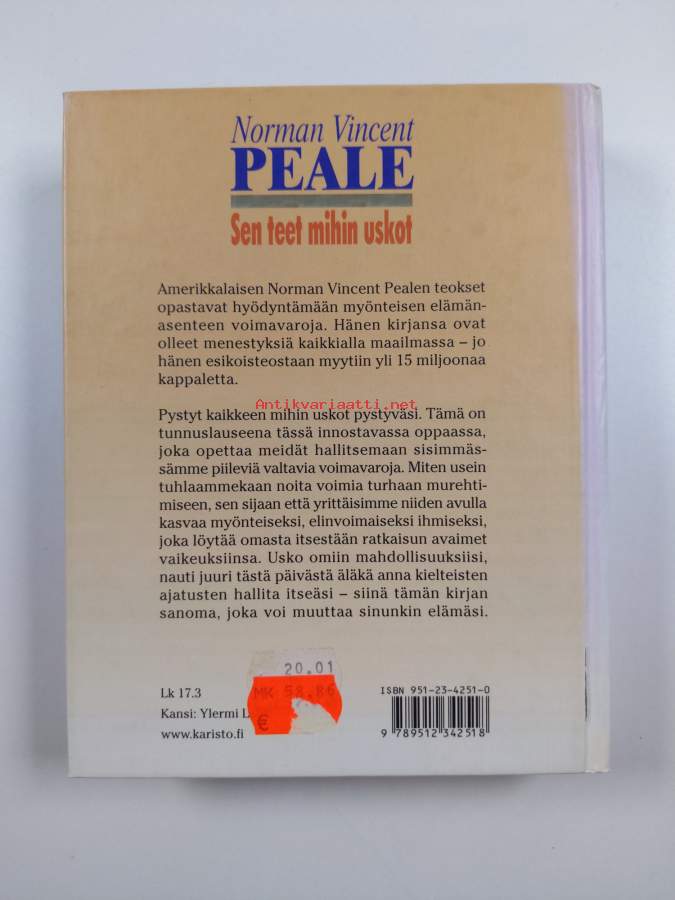 Norman Vincent
PEALE
Sen teet mihin uskot
Amerikkalaisen Norman Vincent Pealen teokset
opastavat hyödyntämään myönteisen elämän-
asenteen voimavaroja. Hänen kirjansa ovat
olleet menestyksiä kaikkialla maailmassa – jo
hänen esikoisteostaan myytiin yli 15 miljoonaa
kappaletta.
Antikvariaatti.net
Pystyt kaikkeen mihin uskot pystyväsi. Tämä on
tunnuslauseena tässä innostavassa oppaassa,
joka opettaa meidät hallitsemaan sisimmäs-
sämme piileviä valtavia voimavaroja. Miten usein
tuhlaammekaan noita voimia turhaan murehti-
miseen, sen sijaan että yrittäisimme niiden avulla
kasvaa myönteiseksi, elinvoimaiseksi ihmiseksi,
joka löytää omasta itsestään ratkaisun avaimet
vaikeuksiinsa. Usko omiin mahdollisuuksiisi,
nauti juuri tästä päivästä äläkä anna kielteisten
ajatusten hallita itseäsi – siinä tämän kirjan
sanoma, joka voi muuttaa sinunkin elämäsi.
20.01
MK 58.86
€
Lk 17.3
Kansi: Ylermi
www.karisto.fi
ISBN 951-23-4251-0
9 789512 342518